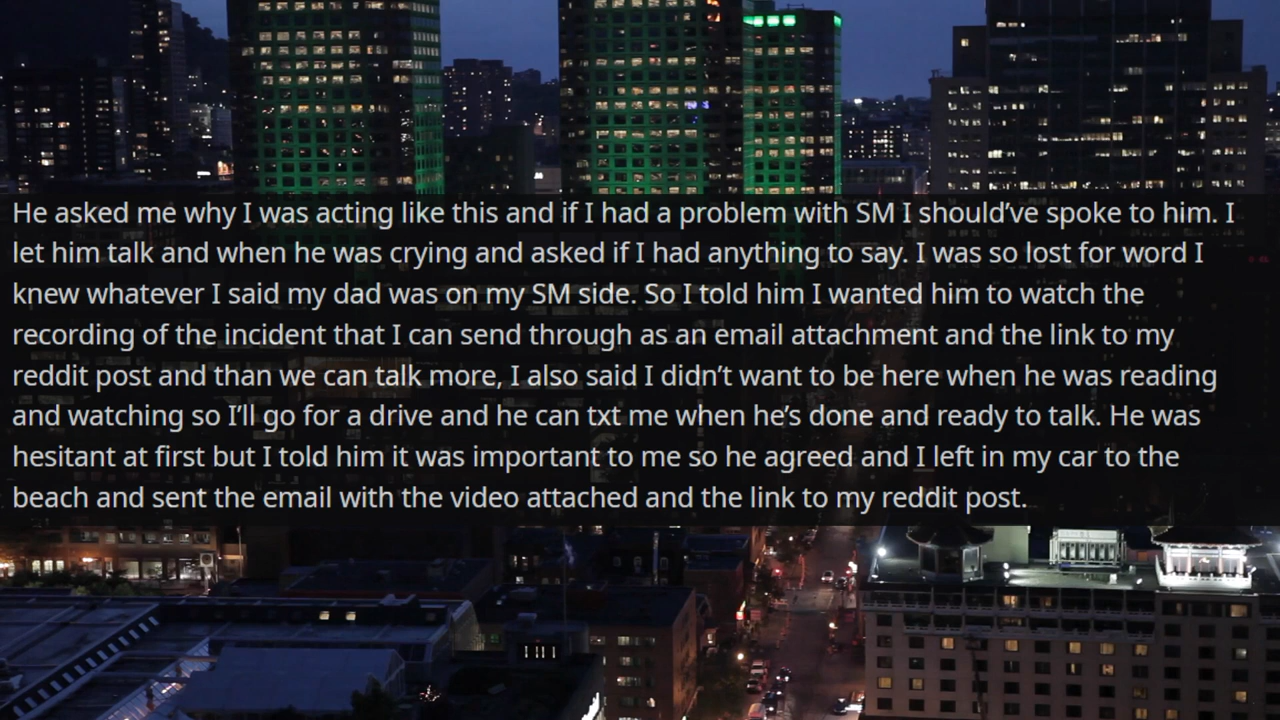 He asked me why I was acting like this and if I had a problem with SM I should’ve spoke to him. I
let him talk and when he was crying and asked if I had anything to say. I was so lost for word I
knew whatever I said my dad was on my SM side. So I told him I wanted him to watch the
recording of the incident that I can send through as an email attachment and the link to my
reddit post and than we can talk more, I also said I didn’t want to be here when he was reading
and watching so I’ll go for a drive and he can txt me when he’s done and ready to talk. He was
hesitant at first but I told him it was important to me so he agreed and I left in my car to the
beach and sent the email with the video attached and the link to my reddit post.